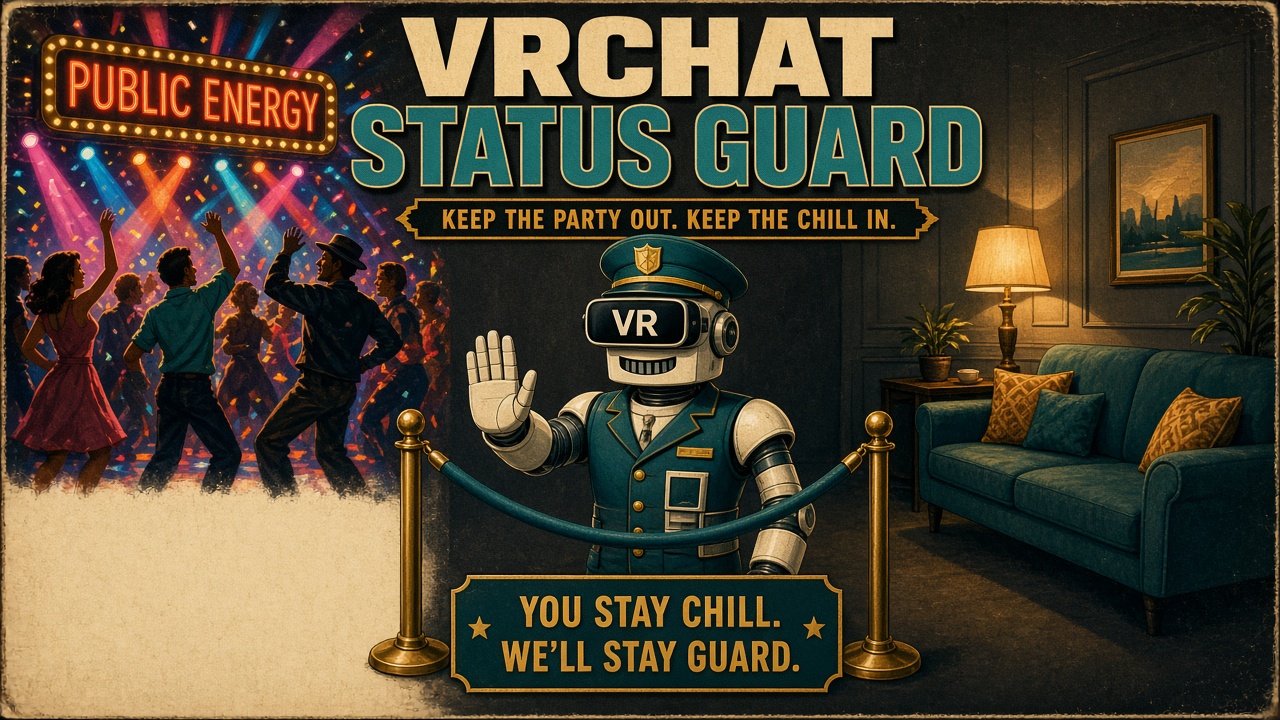 PUBLIC ENERGY
VRCHAT
STATUS GUARD
KEEP THE PARTY OUT. KEEP THE CHILL IN.
VR
YOU STAY CHILL.
WE'LL STAY GUARD.